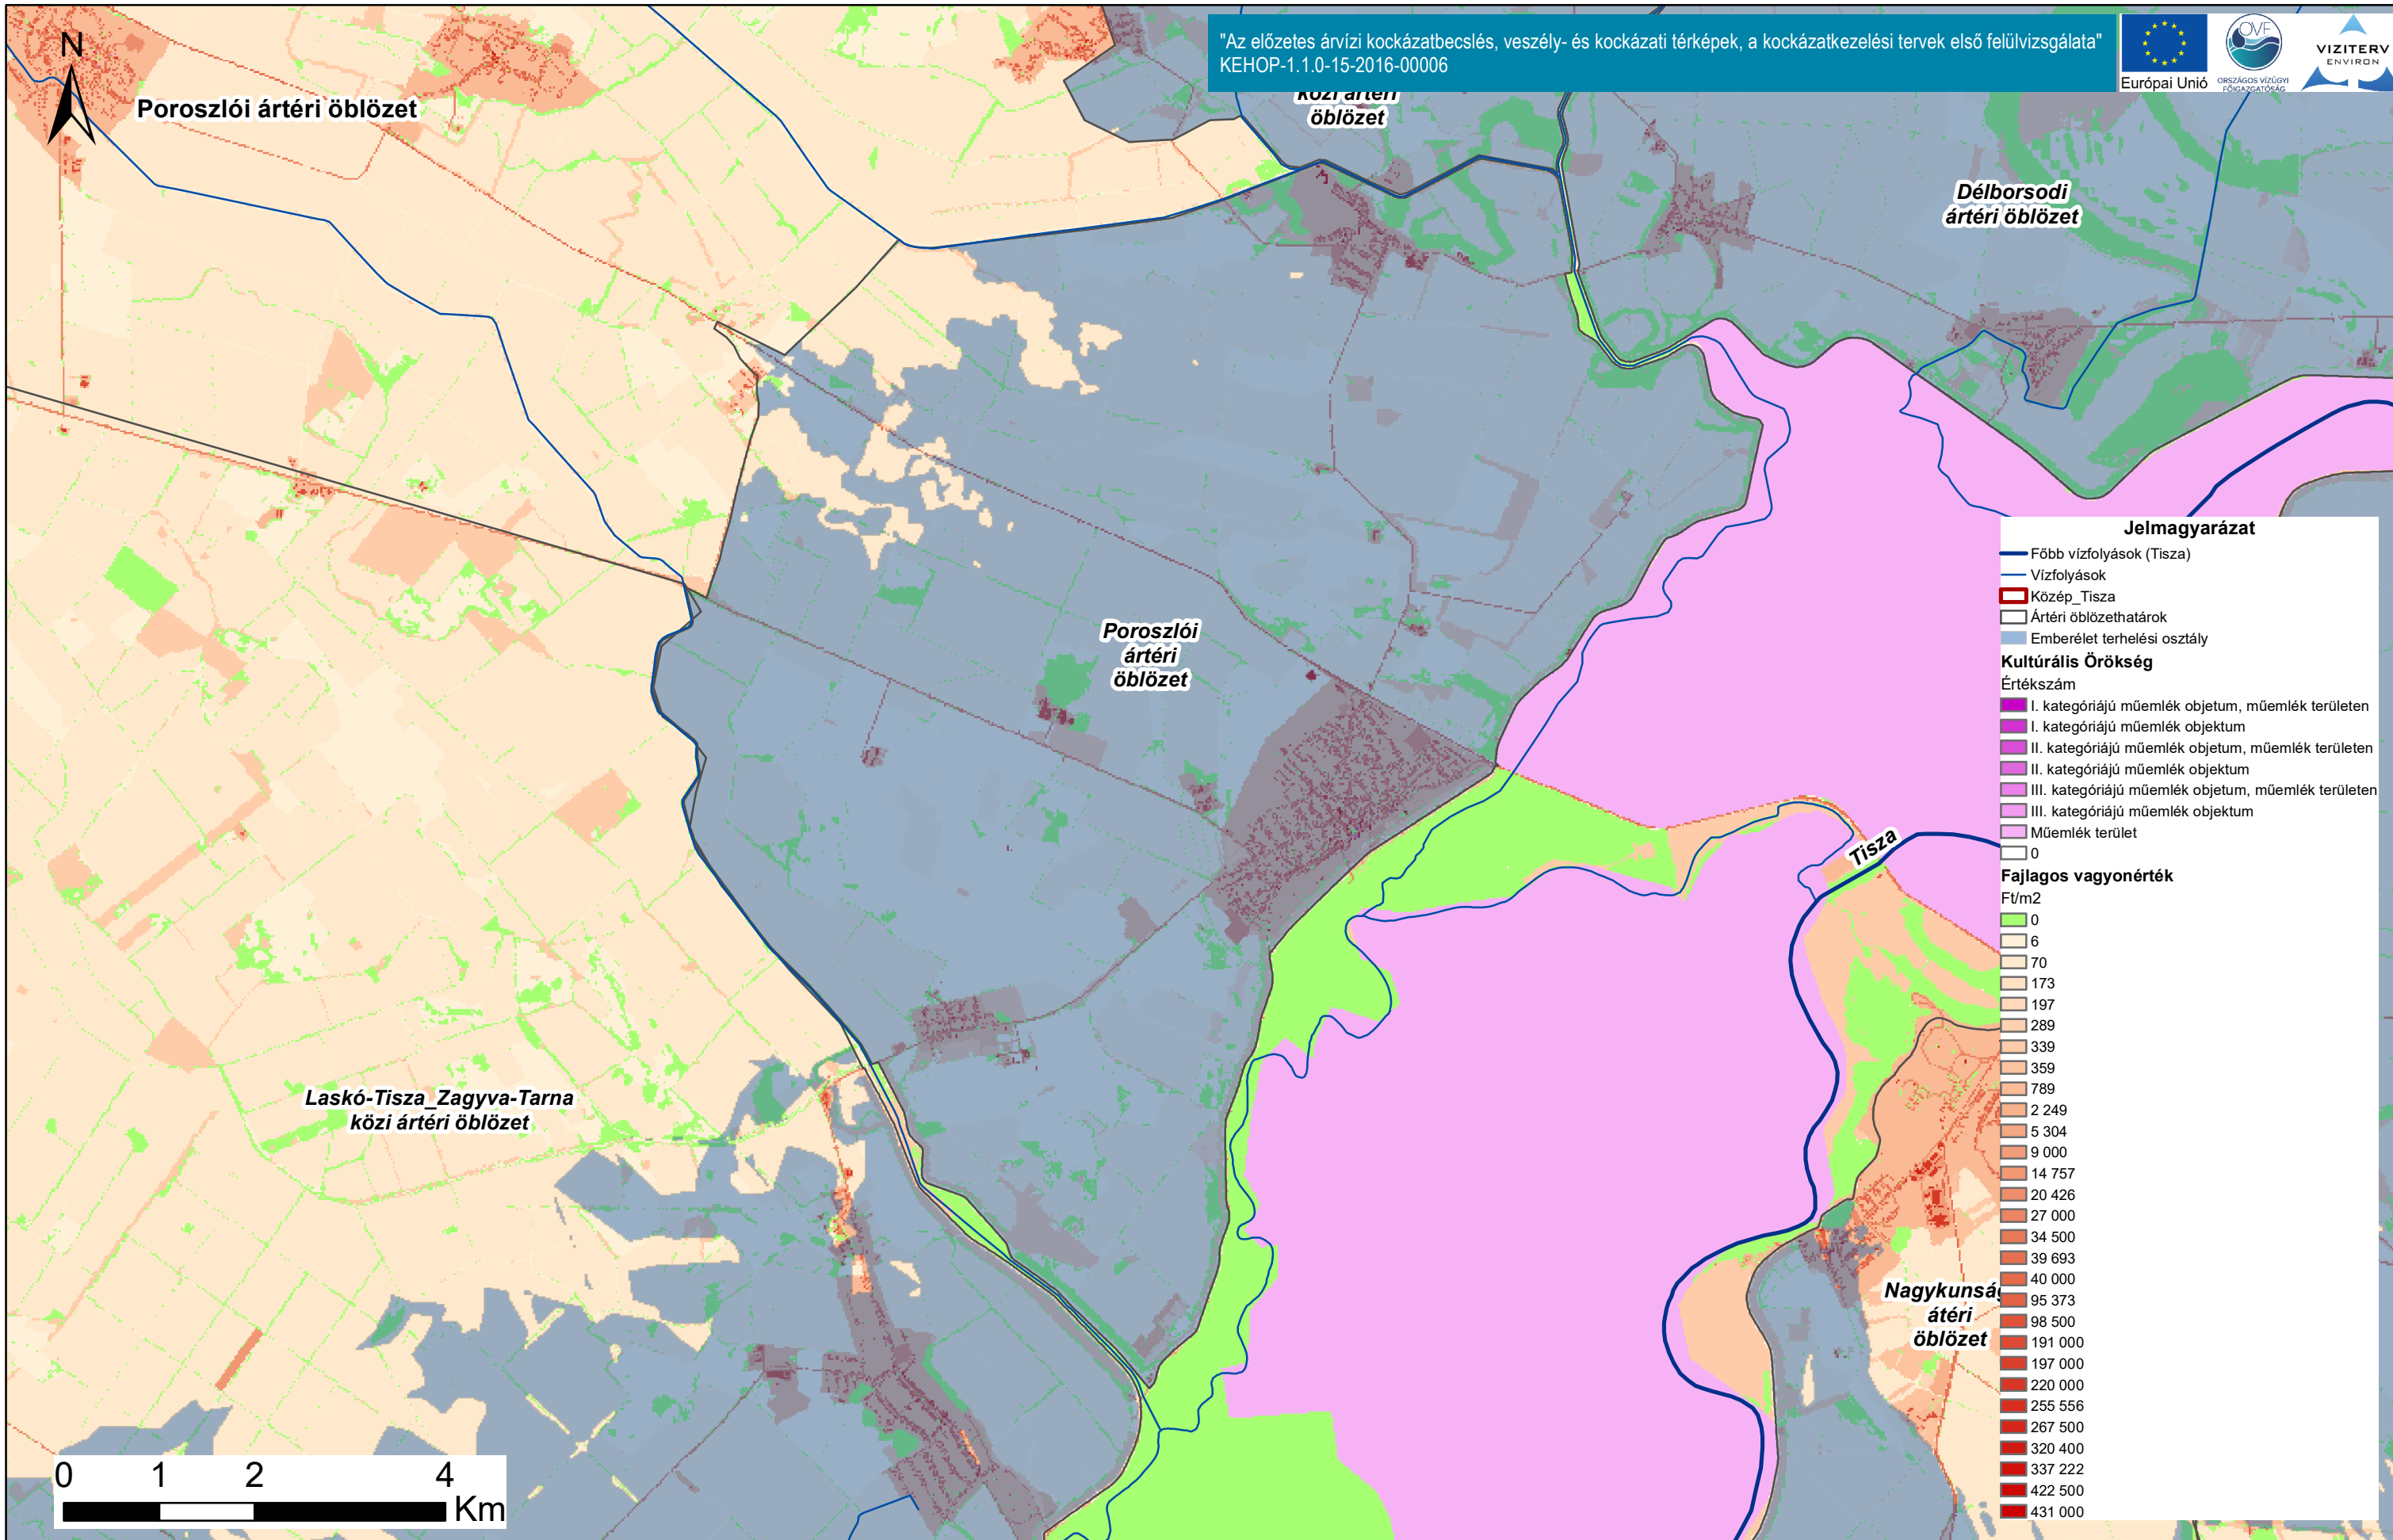 "Az előzetes árvízi kockázatbecslés, veszély- és kockázati térképek, a kockázatkezelési tervek első felülvizsgálata"
KEHOP-1.1.0-15-2016-00006
Európai Unió
OVF
ORSZÁGOS VÍZÜGYI
FŐIGAZGATÓSÁG
VIZITERV
ENVIRON
N
Poroszlói ártéri öblözet
közi ártéri
öblözet
Délborsodi
ártéri öblözet
Poroszlói
ártéri
öblözet
Tisza
Laskó-Tisza_Zagyva-Tarna
közi ártéri öblözet
Nagykunság
átéri
öblözet
Jelmagyarázat
Főbb vízfolyások (Tisza)
Vízfolyások
Közép_Tisza
Ártéri öblözethatárok
Emberélet terhelési osztály
Kultúrális Örökség
Értékszám
I. kategóriájú műemlék objetum, műemlék területen
I. kategóriájú műemlék objektum
II. kategóriájú műemlék objetum, műemlék területen
II. kategóriájú műemlék objektum
III. kategóriájú műemlék objetum, műemlék területen
III. kategóriájú műemlék objektum
Műemlék terület
0
Fajlagos vagyonérték
Ft/m2
0
6
70
173
197
289
339
359
789
2 249
5 304
9 000
14 757
20 426
27 000
34 500
39 693
40 000
95 373
98 500
191 000
197 000
220 000
255 556
267 500
320 400
337 222
422 500
431 000
0 1 2 4
Km